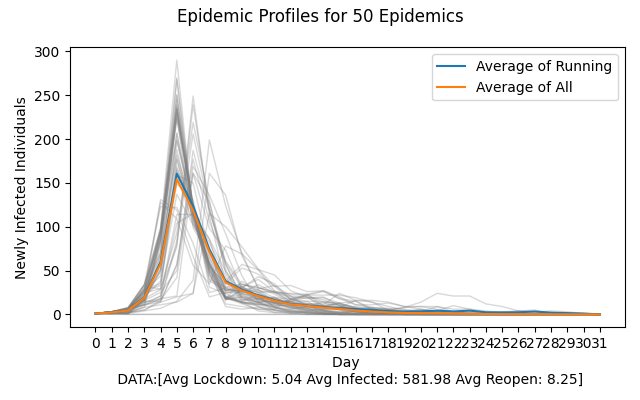 Epidemic Profiles for 50 Epidemics
300
250
200
150
100
50
0
Newly Infected Individuals
Average of Running
Average of All
0 1 2 3 4 5 6 7 8 9 10 11 12 13 14 15 16 17 18 19 20 21 22 23 24 25 26 27 28 29 30 31
Day
DATA:[Avg Lockdown: 5.04 Avg Infected: 581.98 Avg Reopen: 8.25]